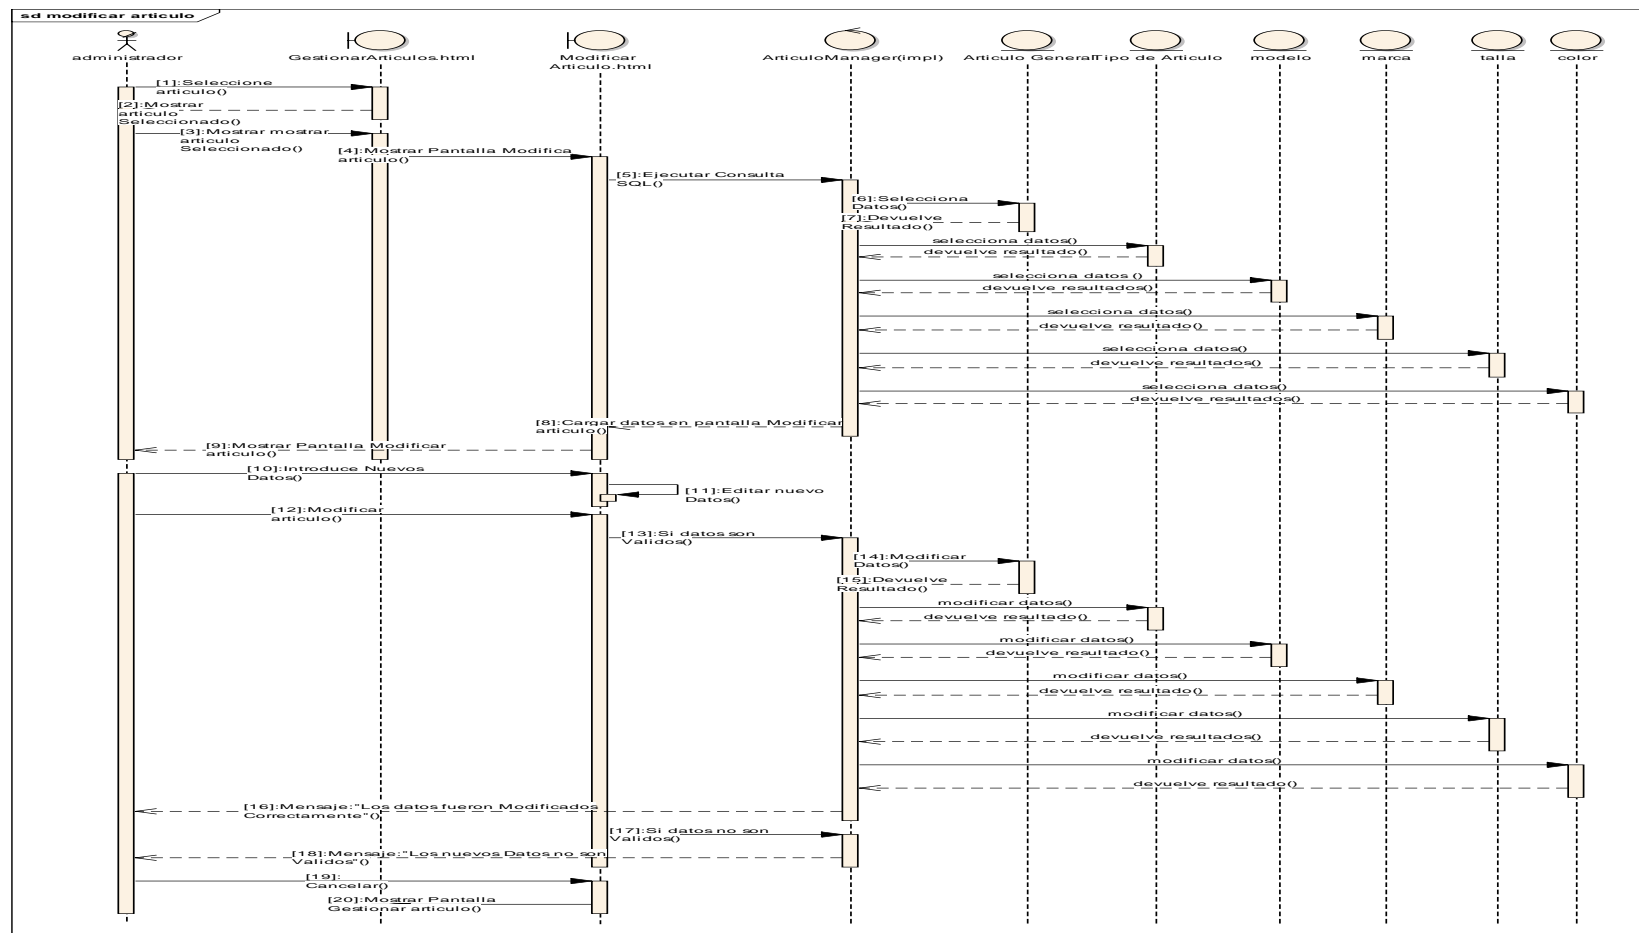 sd modificar articulo
administrador
GestionarArticulos.html
Modificar
Articulo.html
ArticuloManager(impl)
Articulo General
Tipo de Articulo
modelo
marca
talla
color
[1]:Seleccione
articulo()
[2]:Mostrar
articulo
Seleccionado()
[3]:Mostrar mostrar
articulo
Seleccionado()
[4]:Mostrar Pantalla Modifica
articulo()
[5]:Ejecutar Consulta
SQL()
[6]:Selecciona
Datos()
[7]:Devuelve
Resultado()
selecciona datos()
devuelve resultado()
selecciona datos ()
devuelve resultados()
selecciona datos()
devuelve resultado()
selecciona datos()
devuelve resultados()
selecciona datos()
devuelve resultados()
[8]:Cargar datos en pantalla Modificar
articulo()
[9]:Mostrar Pantalla Modificar
articulo()
[10]:Introduce Nuevos
Datos()
[11]:Editar nuevo
Datos()
[12]:Modificar
articulo()
[13]:Si datos son
Validos()
[14]:Modificar
Datos()
[15]:Devuelve
Resultado()
modificar datos()
devuelve resultado()
modificar datos()
devuelve resultado()
modificar datos()
devuelve resultado()
modificar datos()
devuelve resultados()
modificar datos()
devuelve resultado()
[16]:Mensaje:"Los datos fueron Modificados
Correctamente"()
[17]:Si datos no son
Validos()
[18]:Mensaje:"Los nuevos Datos no son
Validos"()
[19]:
Cancelar()
[20]:Mostrar Pantalla
Gestionar articulo()